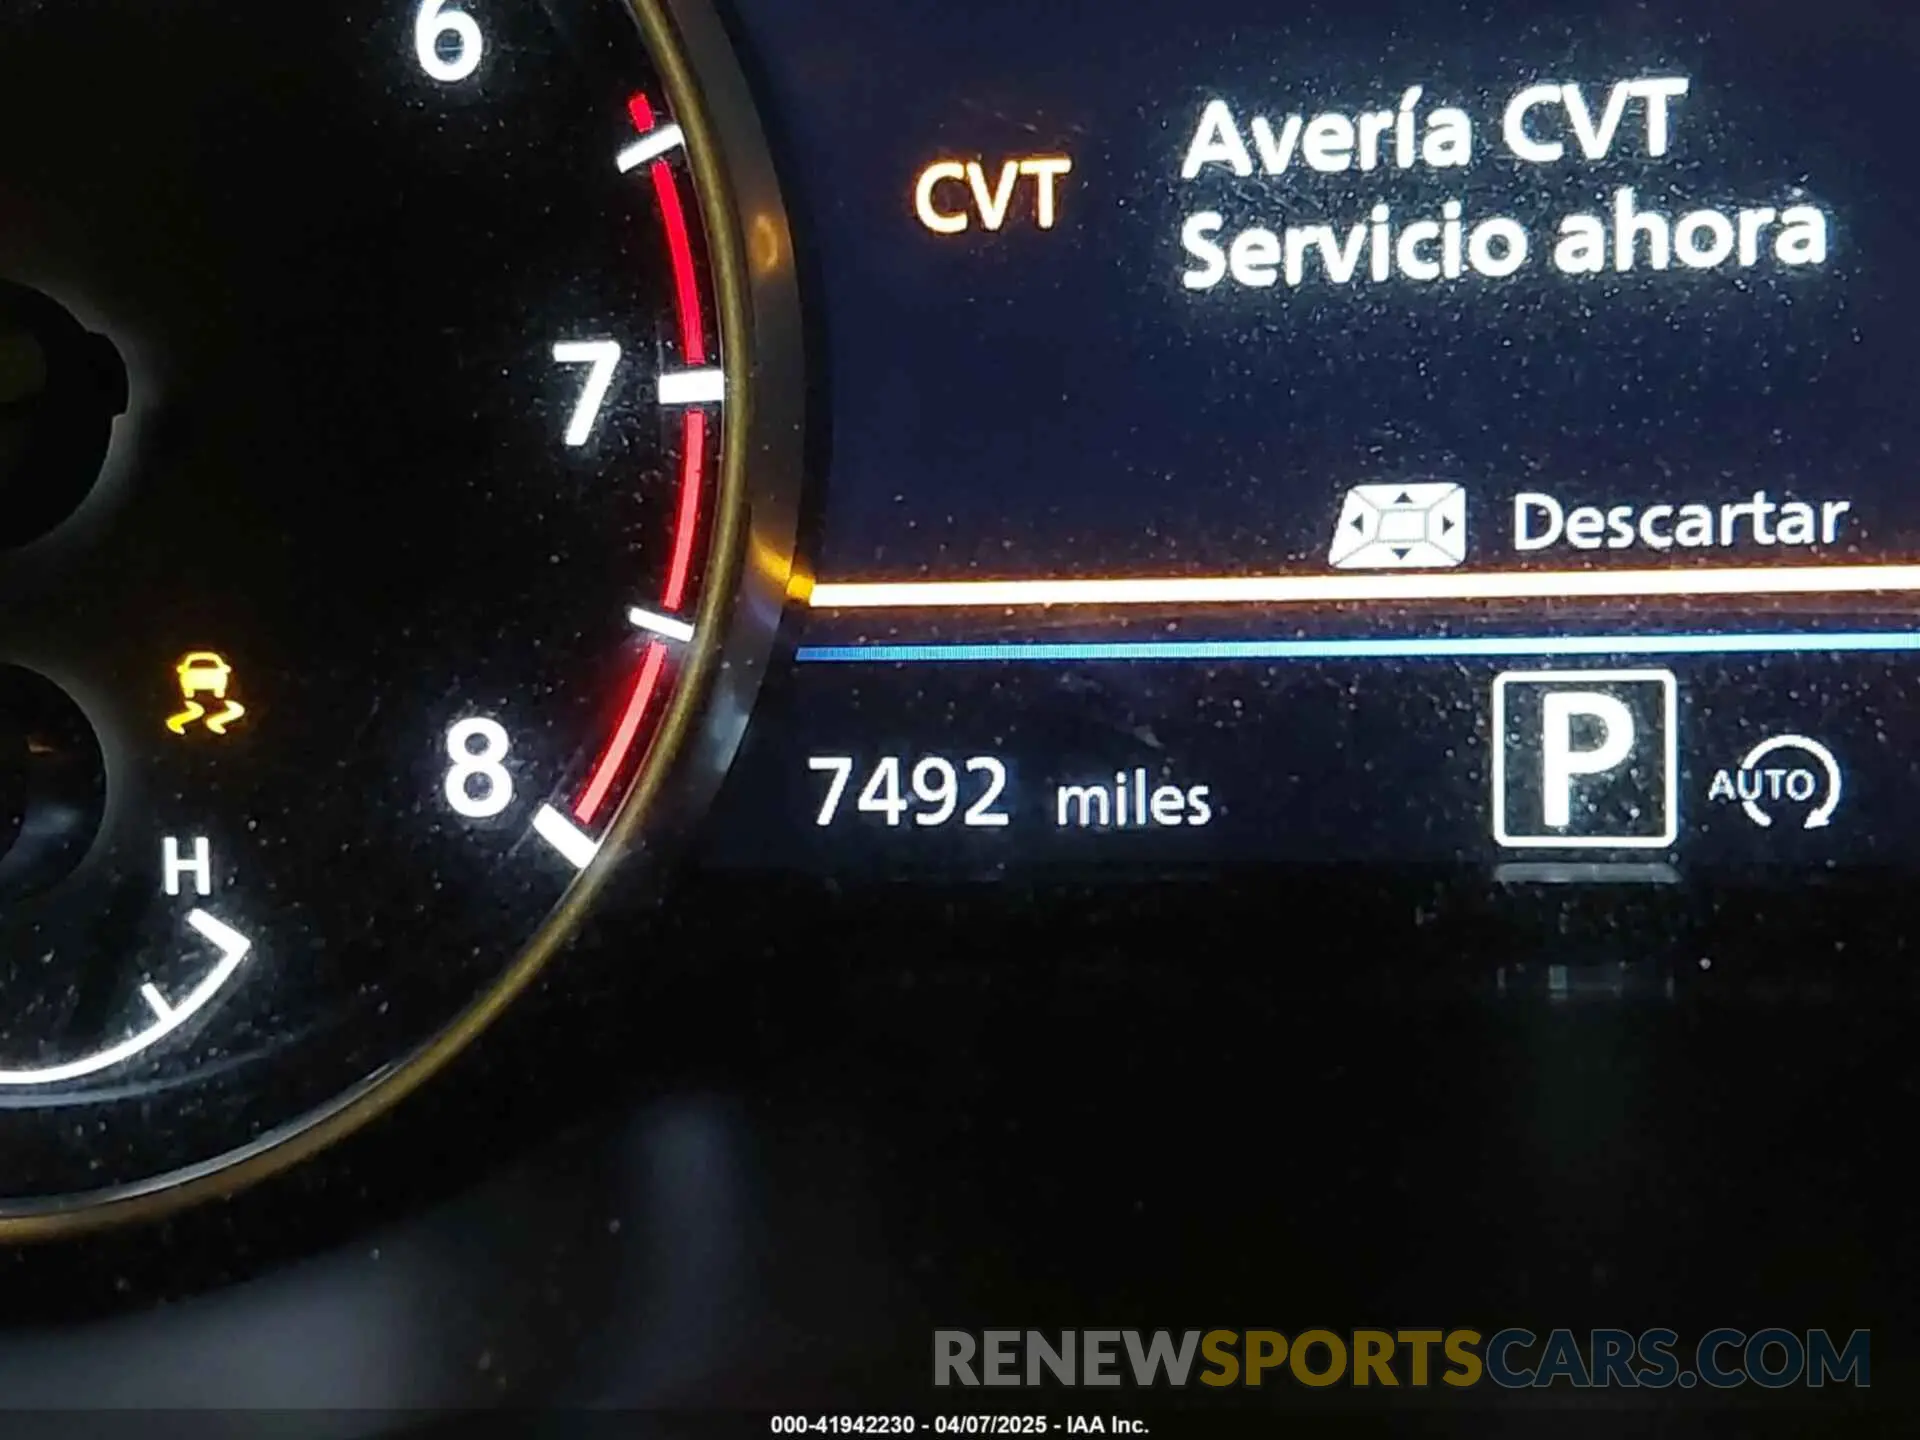 6
Avería CVT
CVT
Servicio ahora
7
Descartar
8
7492 miles
P
AUTO
H
RENEWSPORTSCARS.COM
000-41942230 - 04/07/2025 - IAA Inc.